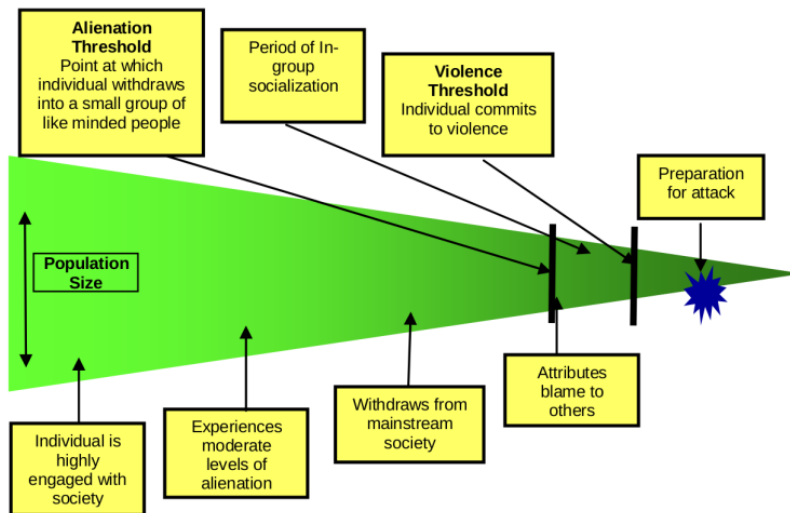 Alienation
Threshold
Point at which
individual withdraws
into a small group of
like minded people
Period of In-
group
socialization
Violence
Threshold
Individual commits
to violence
Preparation
for attack
Population
Size
Individual is
highly
engaged with
society
Experiences
moderate
levels of
alienation
Withdraws from
mainstream
society
Attributes
blame to
others